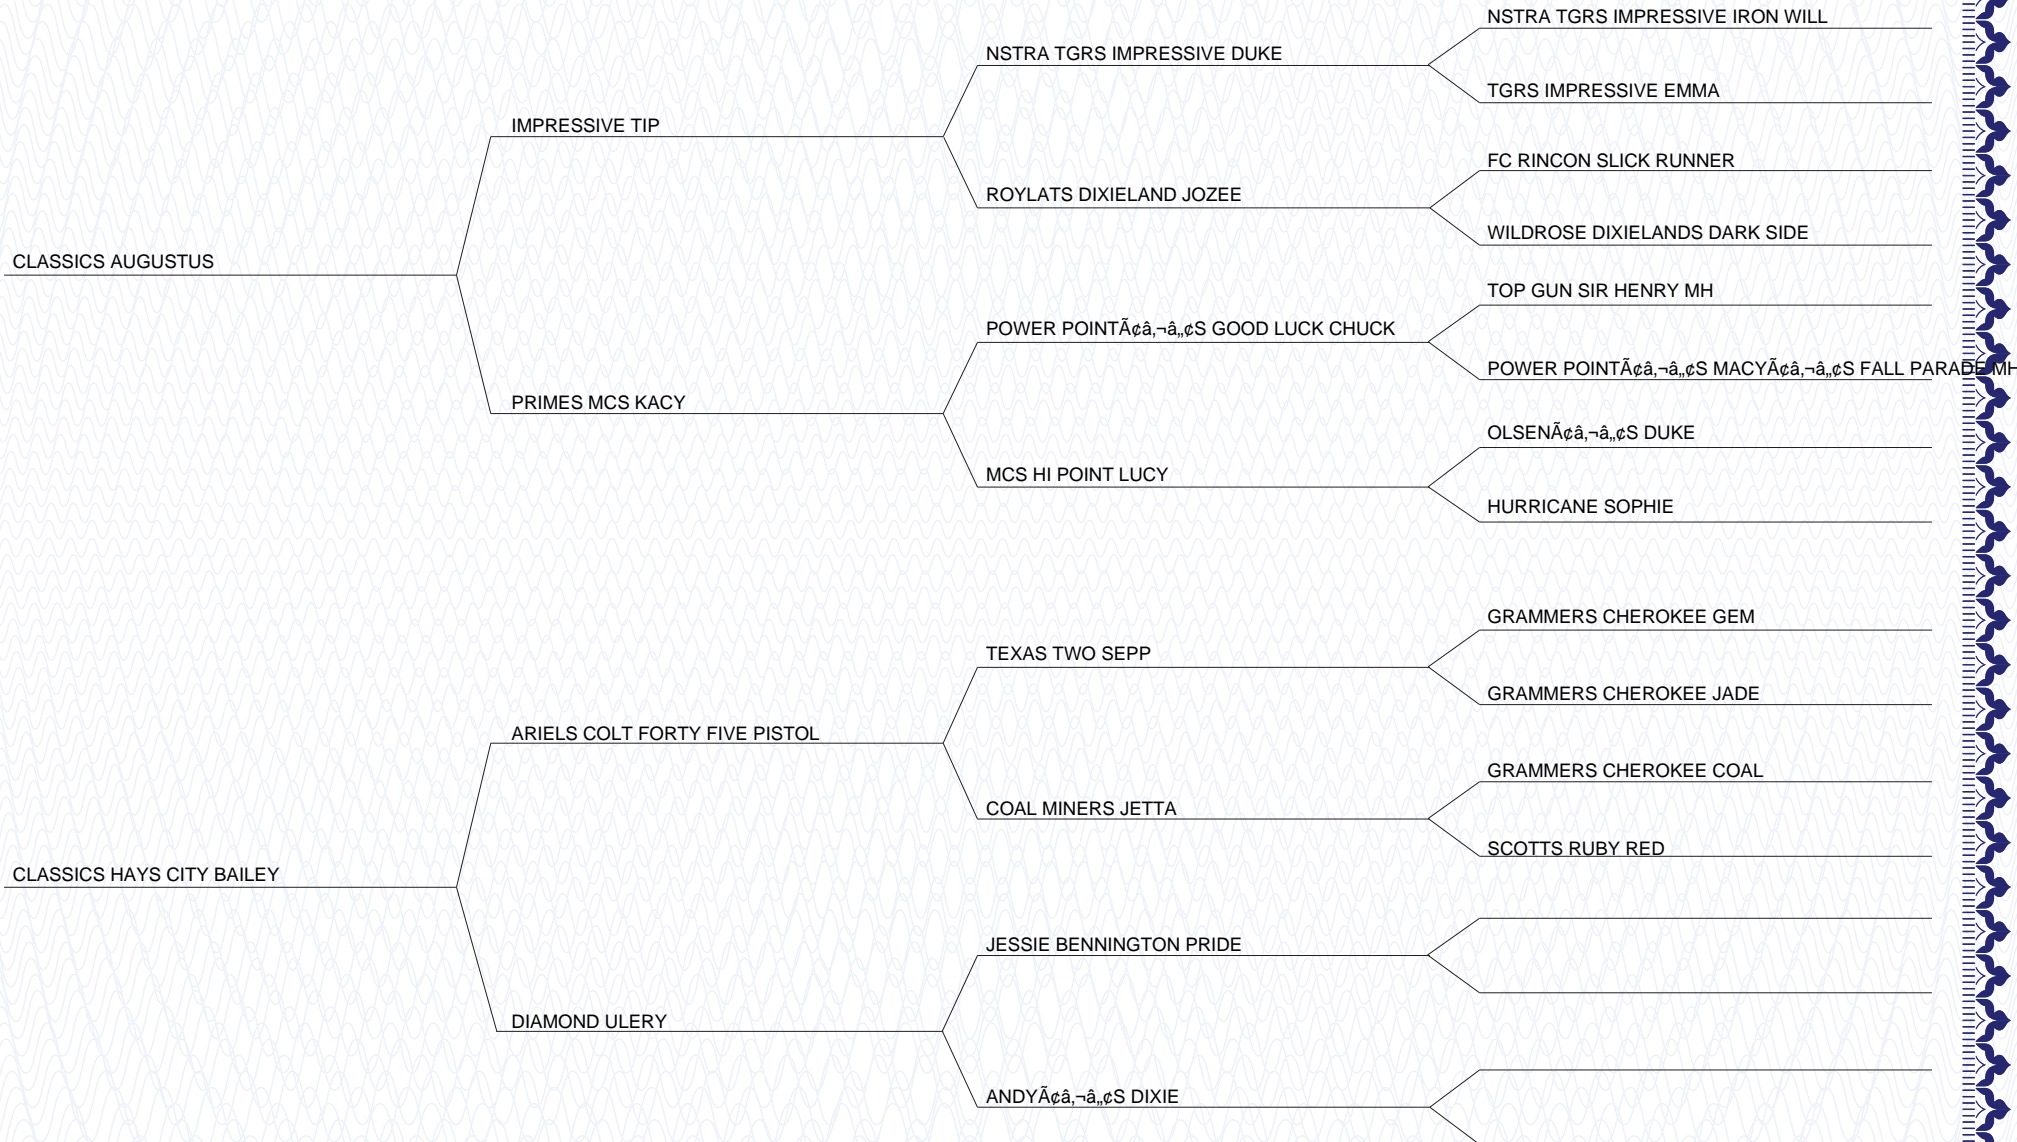 NSTRA TGRS IMPRESSIVE IRON WILL
NSTRA TGRS IMPRESSIVE DUKE
TGRS IMPRESSIVE EMMA
IMPRESSIVE TIP
FC RINCON SLICK RUNNER
ROYLATS DIXIELAND JOZEE
WILDROSE DIXIELANDS DARK SIDE
CLASSICS AUGUSTUS
TOP GUN SIR HENRY MH
POWER POINTÃ¢â‚¬â„¢S GOOD LUCK CHUCK
POWER POINTÃ¢â‚¬â„¢S MACYÃ¢â‚¬â„¢S FALL PARADE MH
PRIMES MCS KACY
OLSENÃ¢â‚¬â„¢S DUKE
MCS HI POINT LUCY
HURRICANE SOPHIE
GRAMMERS CHEROKEE GEM
TEXAS TWO SEPP
GRAMMERS CHEROKEE JADE
ARIELS COLT FORTY FIVE PISTOL
GRAMMERS CHEROKEE COAL
COAL MINERS JETTA
SCOTTS RUBY RED
CLASSICS HAYS CITY BAILEY
JESSIE BENNINGTON PRIDE
DIAMOND ULERY
ANDYÃ¢â‚¬â„¢S DIXIE